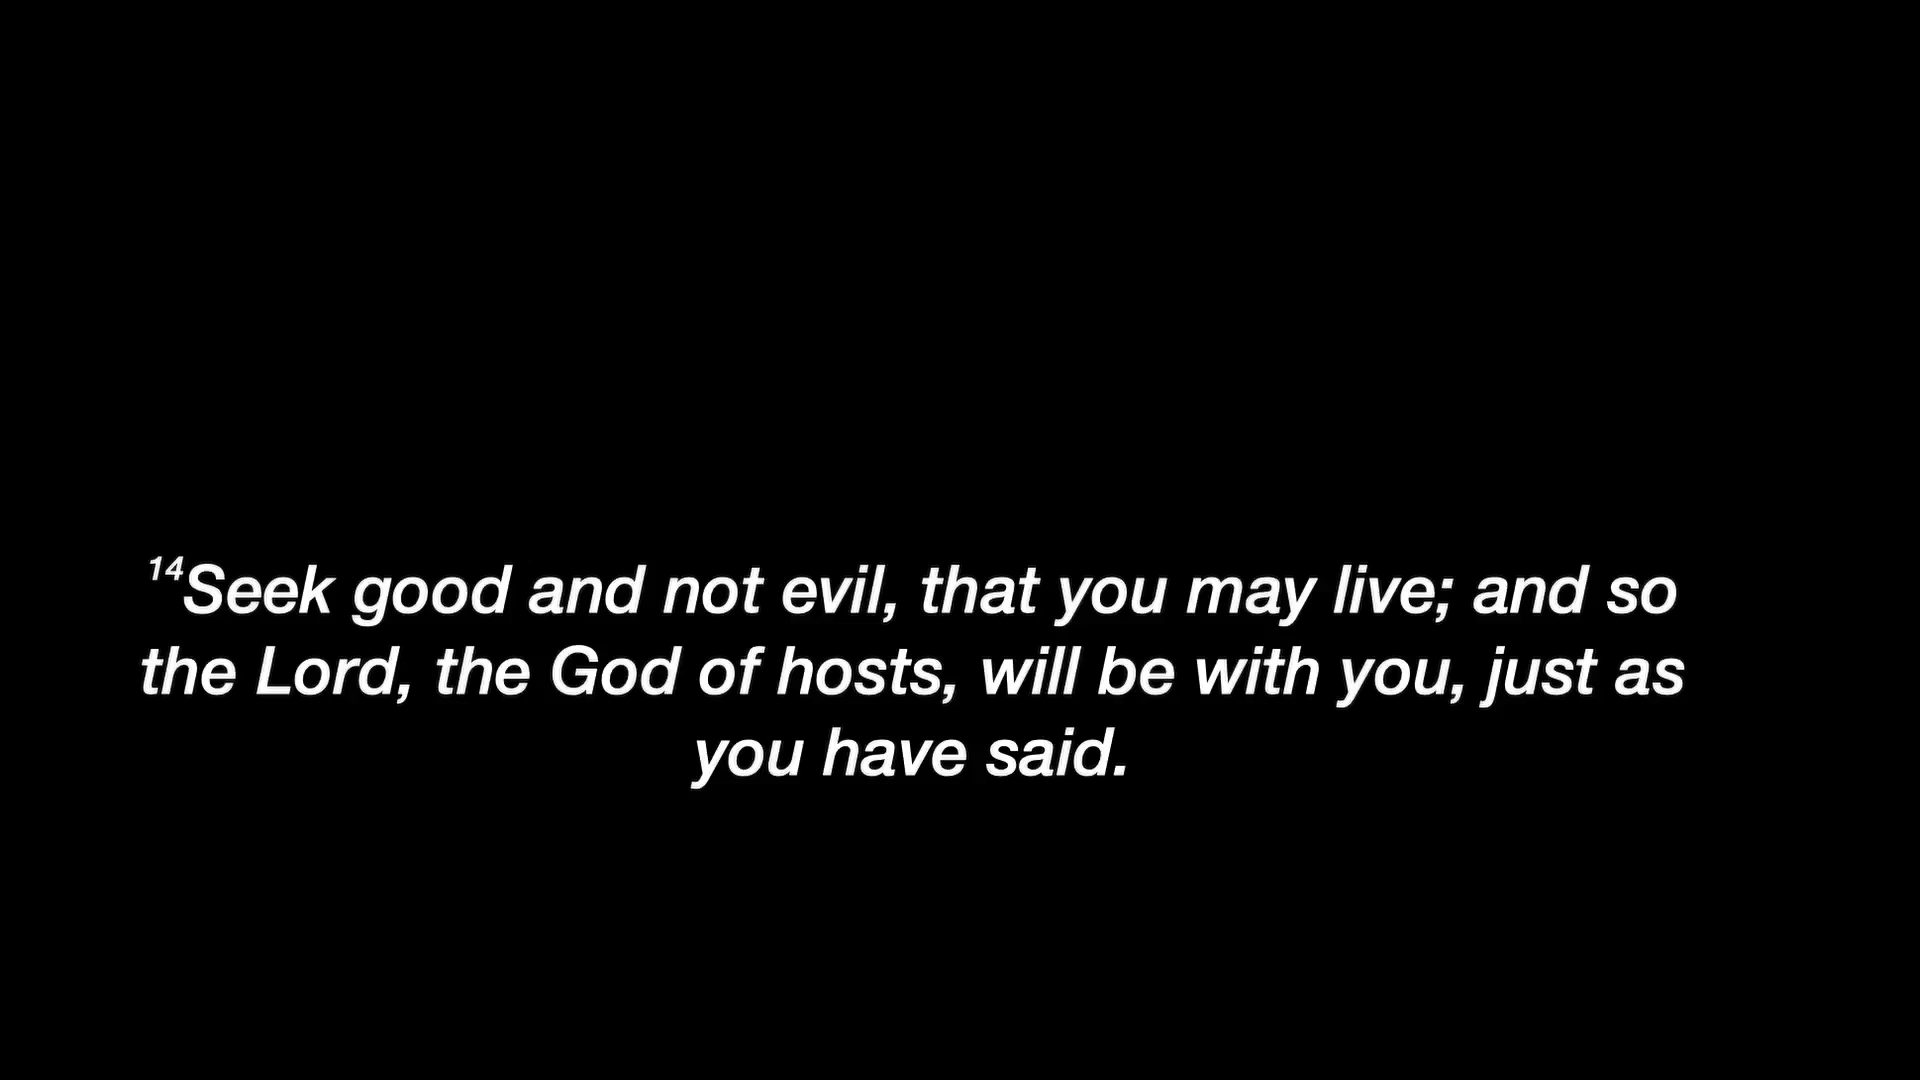 ¹⁴Seek good and not evil, that you may live; and so
the Lord, the God of hosts, will be with you, just as
you have said.